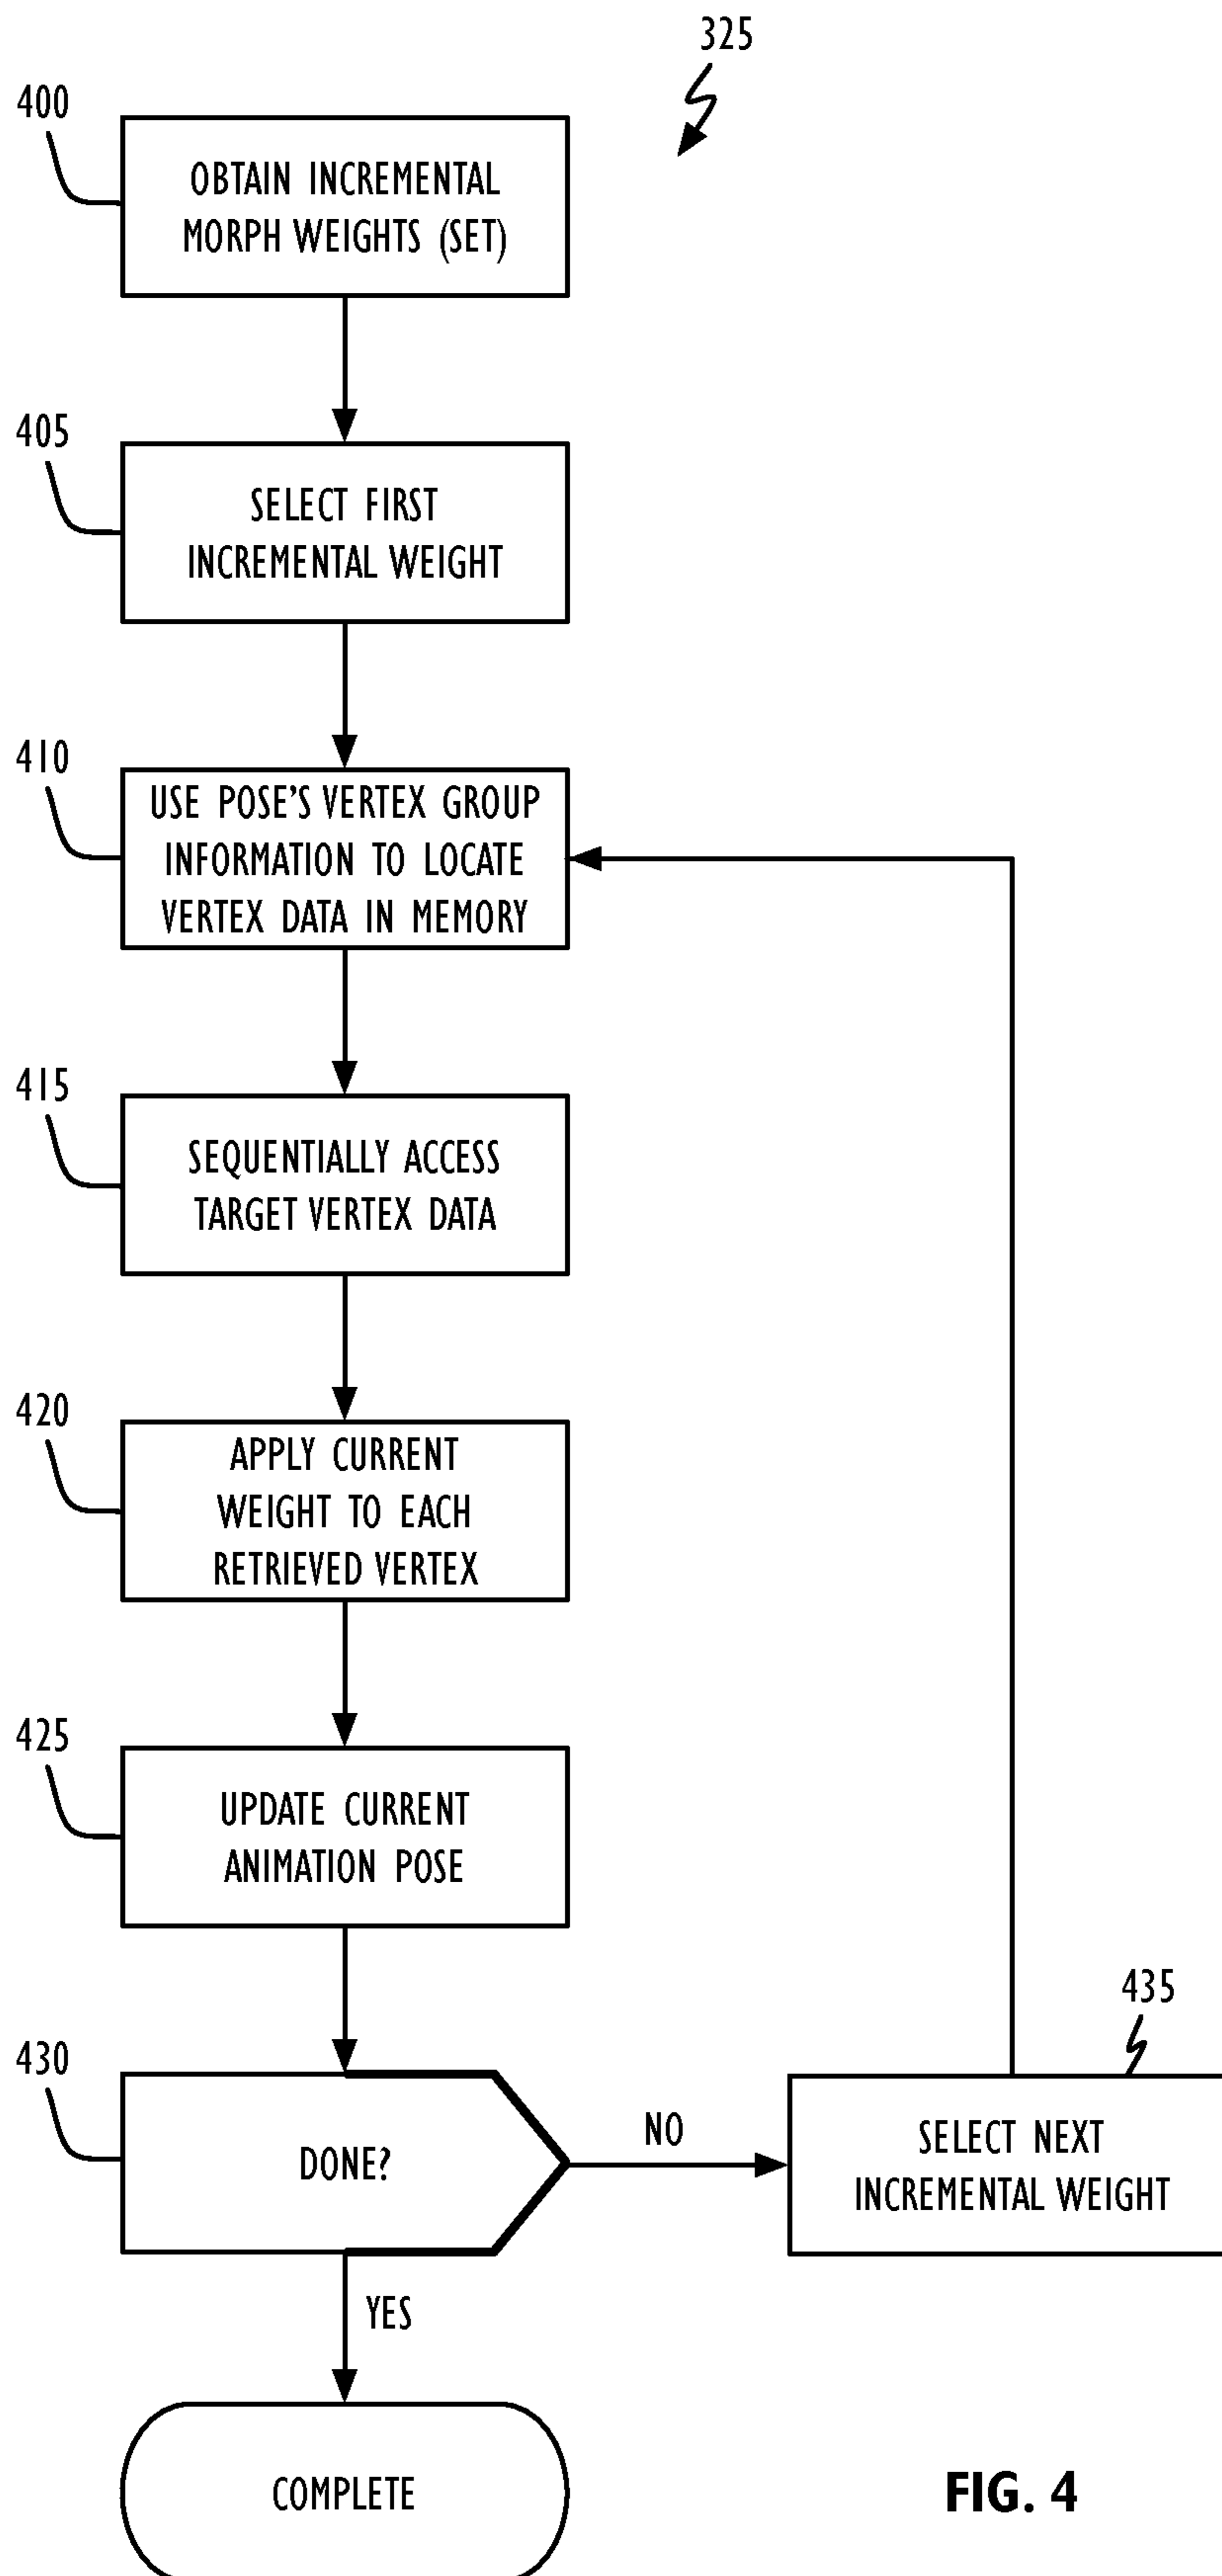 325
400
OBTAIN INCREMENTAL
MORPH WEIGHTS (SET)
405
SELECT FIRST
INCREMENTAL WEIGHT
410
USE POSE'S VERTEX GROUP
INFORMATION TO LOCATE
VERTEX DATA IN MEMORY
415
SEQUENTIALLY ACCESS
TARGET VERTEX DATA
420
APPLY CURRENT
WEIGHT TO EACH
RETRIEVED VERTEX
425
UPDATE CURRENT
ANIMATION POSE
430
DONE?
NO
435
SELECT NEXT
INCREMENTAL WEIGHT
YES
COMPLETE
FIG. 4